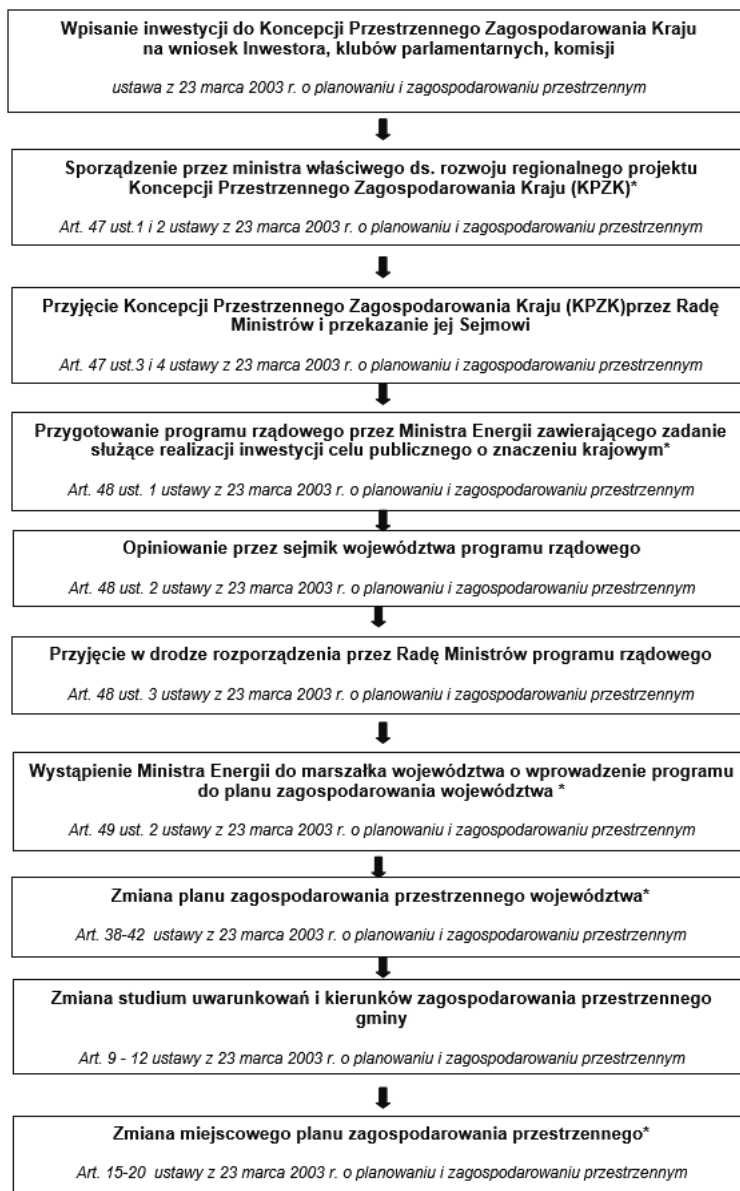 Wpisanie inwestycji do Koncepcji Przestrzennej Zagospodarowania Kraju
na wniosek Inwestora, klubów parlamentarnych, komisji
ustawa z 23 marca 2003 r. o planowaniu i zagospodarowaniu przestrzennym
Sporządzenie przez ministra właściwego ds. rozwoju regionalnego projektu
Koncepcji Przestrzennego Zagospodarowania Kraju (KPZK)*
Art. 47 ust.1 i 2 ustawy z 23 marca 2003 r. o planowaniu i zagospodarowaniu przestrzennym
Przyjęcie Koncepcji Przestrzennego Zagospodarowania Kraju (KPZK)przez Radę
Ministrów i przekazanie jej Sejmowi
Art. 47 ust.3 i 4 ustawy z 23 marca 2003 r. o planowaniu i zagospodarowaniu przestrzennym
Przygotowanie programu rządowego przez Ministra Energii zawierającego zadanie
służące realizacji inwestycji celu publicznego o znaczeniu krajowym*
Art. 48 ust. 1 ustawy z 23 marca 2003 r. o planowaniu i zagospodarowaniu przestrzennym
Opiniowanie przez sejmik województwa programu rządowego
Art. 48 ust. 2 ustawy z 23 marca 2003 r. o planowaniu i zagospodarowaniu przestrzennym
Przyjęcie w drodze rozporządzenia przez Radę Ministrów programu rządowego
Art. 48 ust. 3 ustawy z 23 marca 2003 r. o planowaniu i zagospodarowaniu przestrzennym
Wystąpienie Ministra Energii do marszałka województwa o wprowadzenie programu
do planu zagospodarowania województwa *
Art. 49 ust. 2 ustawy z 23 marca 2003 r. o planowaniu i zagospodarowaniu przestrzennym
Zmiana planu zagospodarowania przestrzennego województwa*
Art. 38-42 ustawy z 23 marca 2003 r. o planowaniu i zagospodarowaniu przestrzennym
Zmiana studium uwarunkowań i kierunków zagospodarowania przestrzennego
gminy
Art. 9 - 12 ustawy z 23 marca 2003 r. o planowaniu i zagospodarowaniu przestrzennym
Zmiana miejscowego planu zagospodarowania przestrzennego*
Art. 15-20 ustawy z 23 marca 2003 r. o planowaniu i zagospodarowaniu przestrzennym